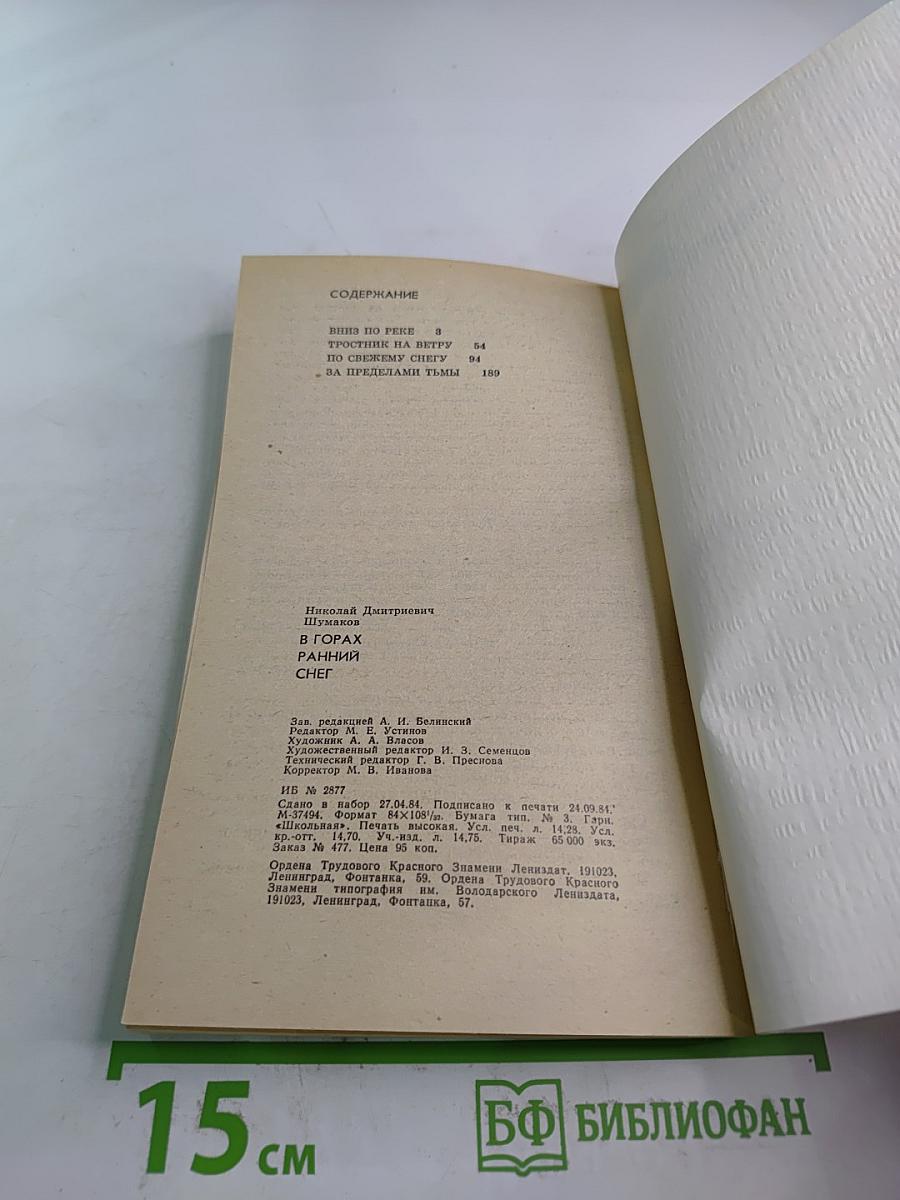 СОДЕРЖАНИЕ
ВНИЗ ПО РЕКЕ 3
ТРОСТНИК НА ВЕТРУ 54
ПО СВЕЖЕМУ СНЕГУ 94
ЗА ПРЕДЕЛАМИ ТЬМЫ 189
Николай Дмитриевич
Шумаков
В ГОРАХ
РАННИЙ
СНЕГ
Зав. редакцией А. И. Белинский
Редактор М. Е. Устинов
Художник А. А. Власов
Художественный редактор И. З. Семенцов
Технический редактор Г. В. Преснова
Корректор М. В. Иванова
ИБ № 2877
Сдано в набор 27.04.84. Подписано к печати 24.09.84.
М-37494. Формат 84×108¹/₃₂. Бумага тип. № 3. Гарн.
«Школьная». Печать высокая. Усл. печ. л. 14,28. Усл.
кр.-отт. 14,70. Уч.-изд. л. 14,75. Тираж 65 000 экз.
Заказ № 477. Цена 95 коп.
Ордена Трудового Красного Знамени Лениздат, 191023,
Ленинград, Фонтанка, 59. Ордена Трудового Красного
Знамени типография им. Володарского Лениздата,
191023, Ленинград, Фонтанка, 57.
15 см
БФ БИБЛИОФАН